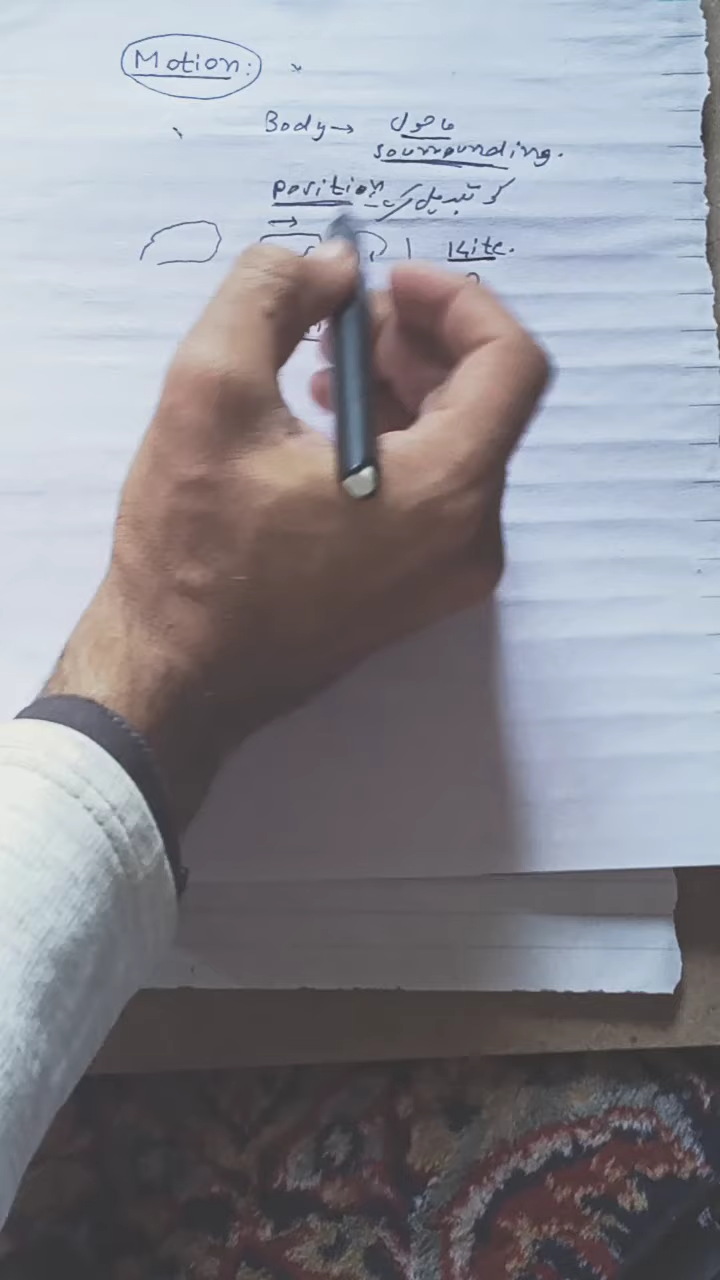 Motion:
Body → ماحول
sourrounding.
position کو تبدیل کرے
Kite.